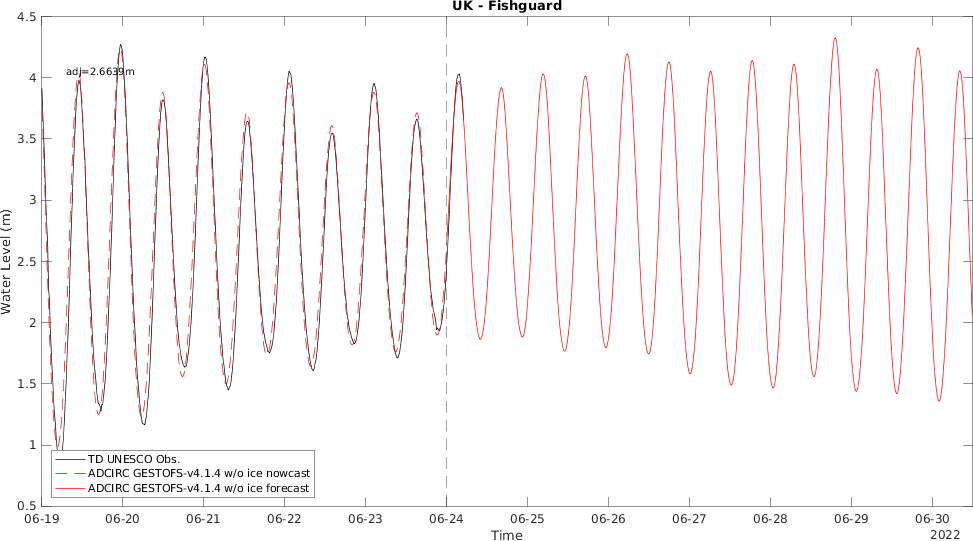 UK - Fishguard
4.5
4
3.5
3
2.5
2
1.5
1
0.5
Water Level (m)
adj=2.6639m
TD UNESCO Obs.
ADCIRC GESTOFS-v4.1.4 w/o ice nowcast
ADCIRC GESTOFS-v4.1.4 w/o ice forecast
06-19 06-20 06-21 06-22 06-23 06-24 06-25 06-26 06-27 06-28 06-29 06-30
Time
2022